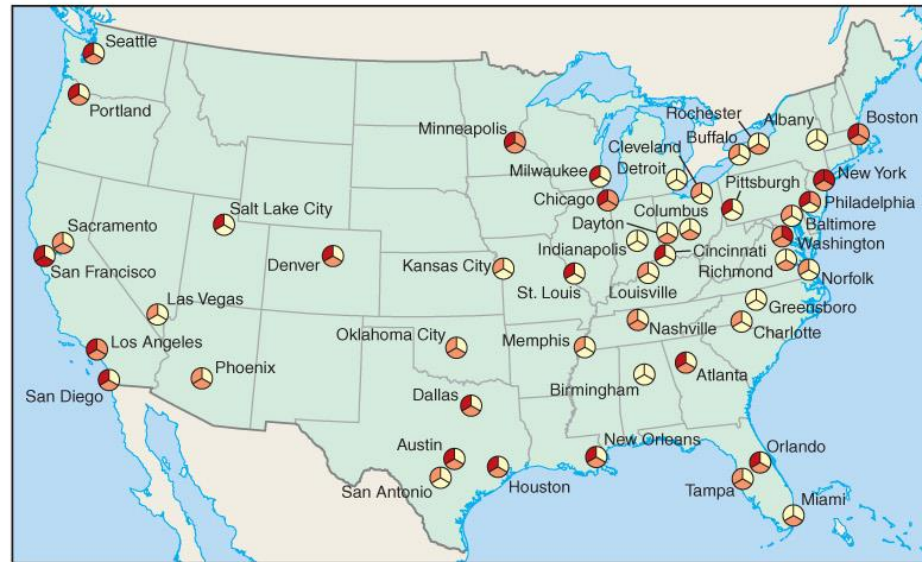 Seattle
Portland
Minneapolis
Rochester
Albany
Boston
Buffalo
Cleveland
Detroit
Milwaukee
Chicago
Pittsburgh
New York
Philadelphia
Baltimore
Washington
Salt Lake City
Sacramento
San Francisco
Denver
Dayton
Columbus
Indianapolis
Cincinnati
Richmond
Norfolk
Kansas City
St. Louis
Louisville
Las Vegas
Greensboro
Charlotte
Nashville
Memphis
Oklahoma City
Los Angeles
Phoenix
San Diego
Birmingham
Atlanta
Dallas
Austin
San Antonio
Houston
New Orleans
Orlando
Tampa
Miami